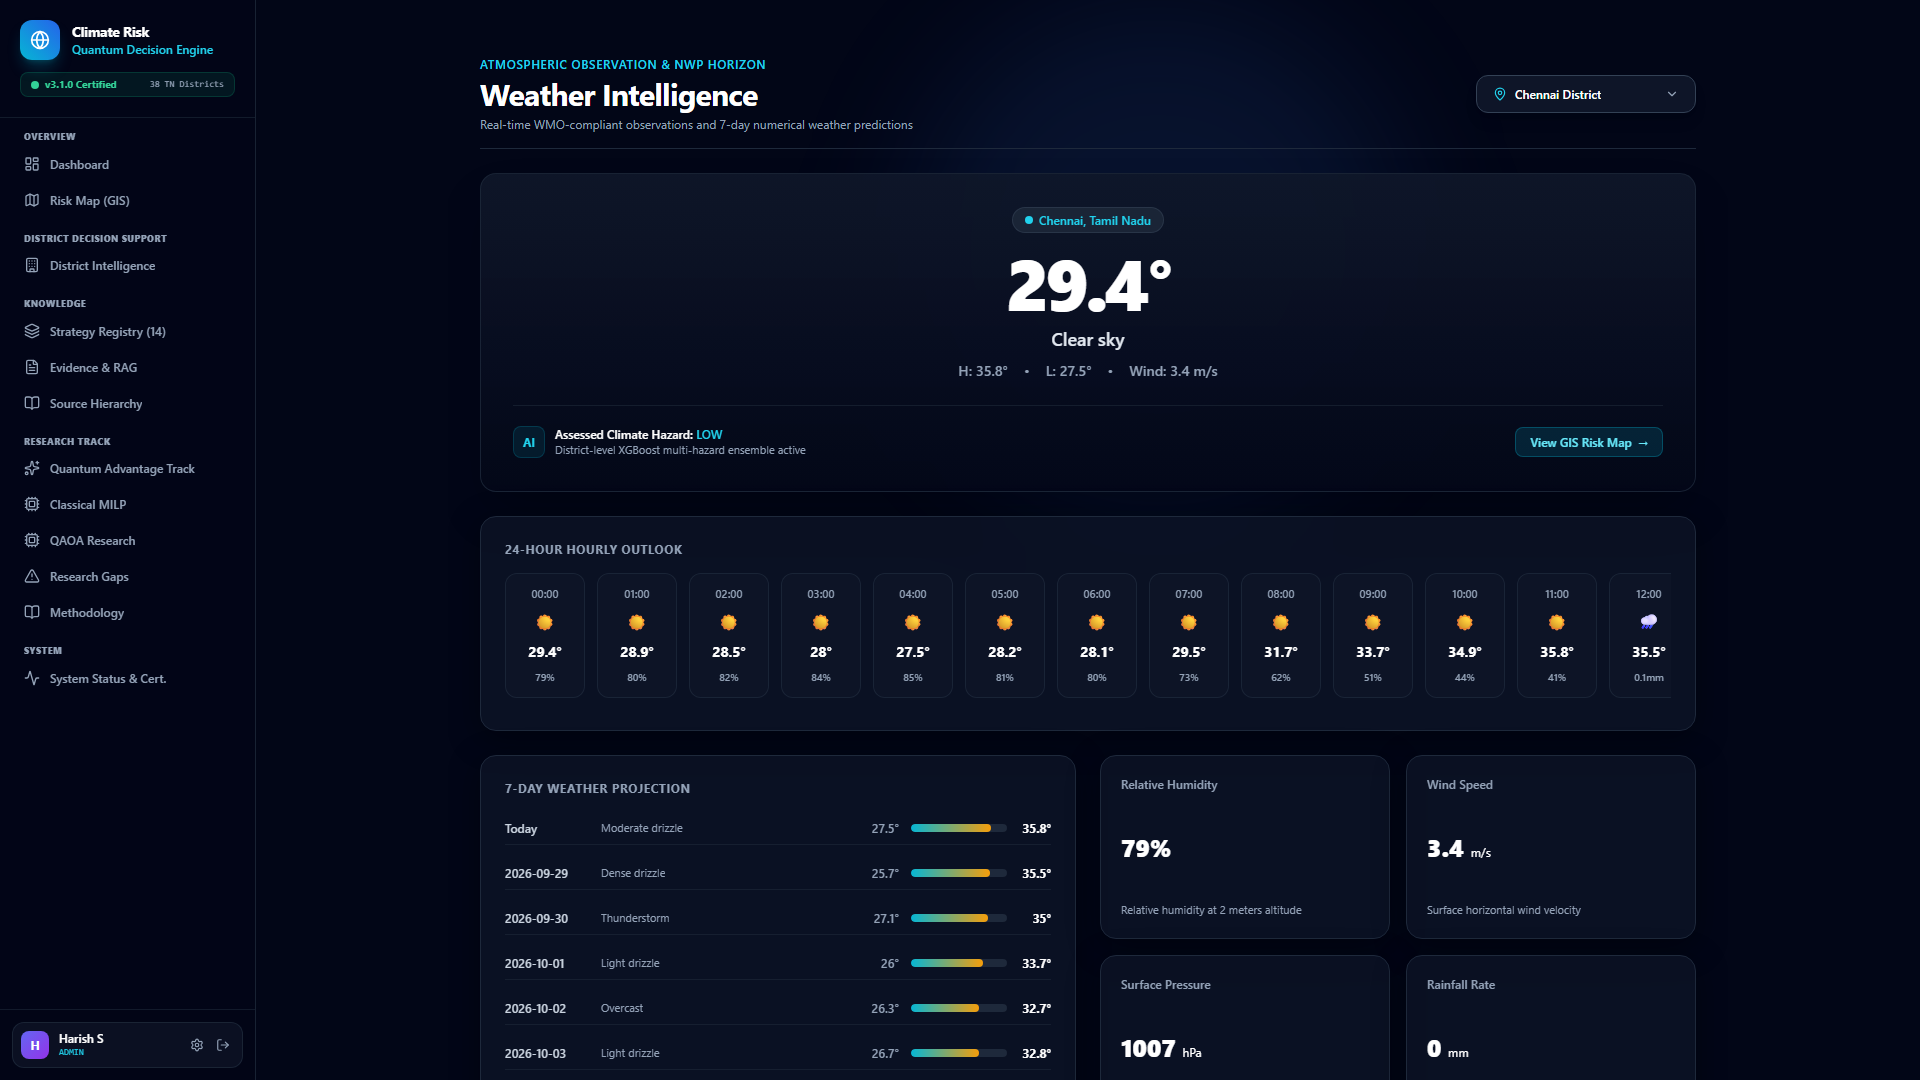 Climate Risk
Quantum Decision Engine
v3.1.0 Certified 38 TN Districts
OVERVIEW
Dashboard
Risk Map (GIS)
DISTRICT DECISION SUPPORT
District Intelligence
KNOWLEDGE
Strategy Registry (14)
Evidence & RAG
Source Hierarchy
RESEARCH TRACK
Quantum Advantage Track
Classical MILP
QAOA Research
Research Gaps
Methodology
SYSTEM
System Status & Cert.
H
Harish S
ADMIN
ATMOSPHERIC OBSERVATION & NWP HORIZON
Weather Intelligence
Real-time WMO-compliant observations and 7-day numerical weather predictions
Chennai District
Chennai, Tamil Nadu
29.4°
Clear sky
H: 35.8° • L: 27.5° • Wind: 3.4 m/s
AI
Assessed Climate Hazard: LOW
District-level XGBoost multi-hazard ensemble active
View GIS Risk Map →
24-HOUR HOURLY OUTLOOK
00:00 01:00 02:00 03:00 04:00 05:00 06:00 07:00 08:00 09:00 10:00 11:00 12:00
29.4° 28.9° 28.5° 28° 27.5° 28.2° 28.1° 29.5° 31.7° 33.7° 34.9° 35.8° 35.5°
79% 80% 82% 84% 85% 81% 80% 73% 62% 51% 44% 41% 0.1mm
7-DAY WEATHER PROJECTION
Today Moderate drizzle 27.5° 35.8°
2026-09-29 Dense drizzle 25.7° 35.5°
2026-09-30 Thunderstorm 27.1° 35°
2026-10-01 Light drizzle 26° 33.7°
2026-10-02 Overcast 26.3° 32.7°
2026-10-03 Light drizzle 26.7° 32.8°
Relative Humidity
79%
Relative humidity at 2 meters altitude
Wind Speed
3.4 m/s
Surface horizontal wind velocity
Surface Pressure
1007 hPa
Rainfall Rate
0 mm